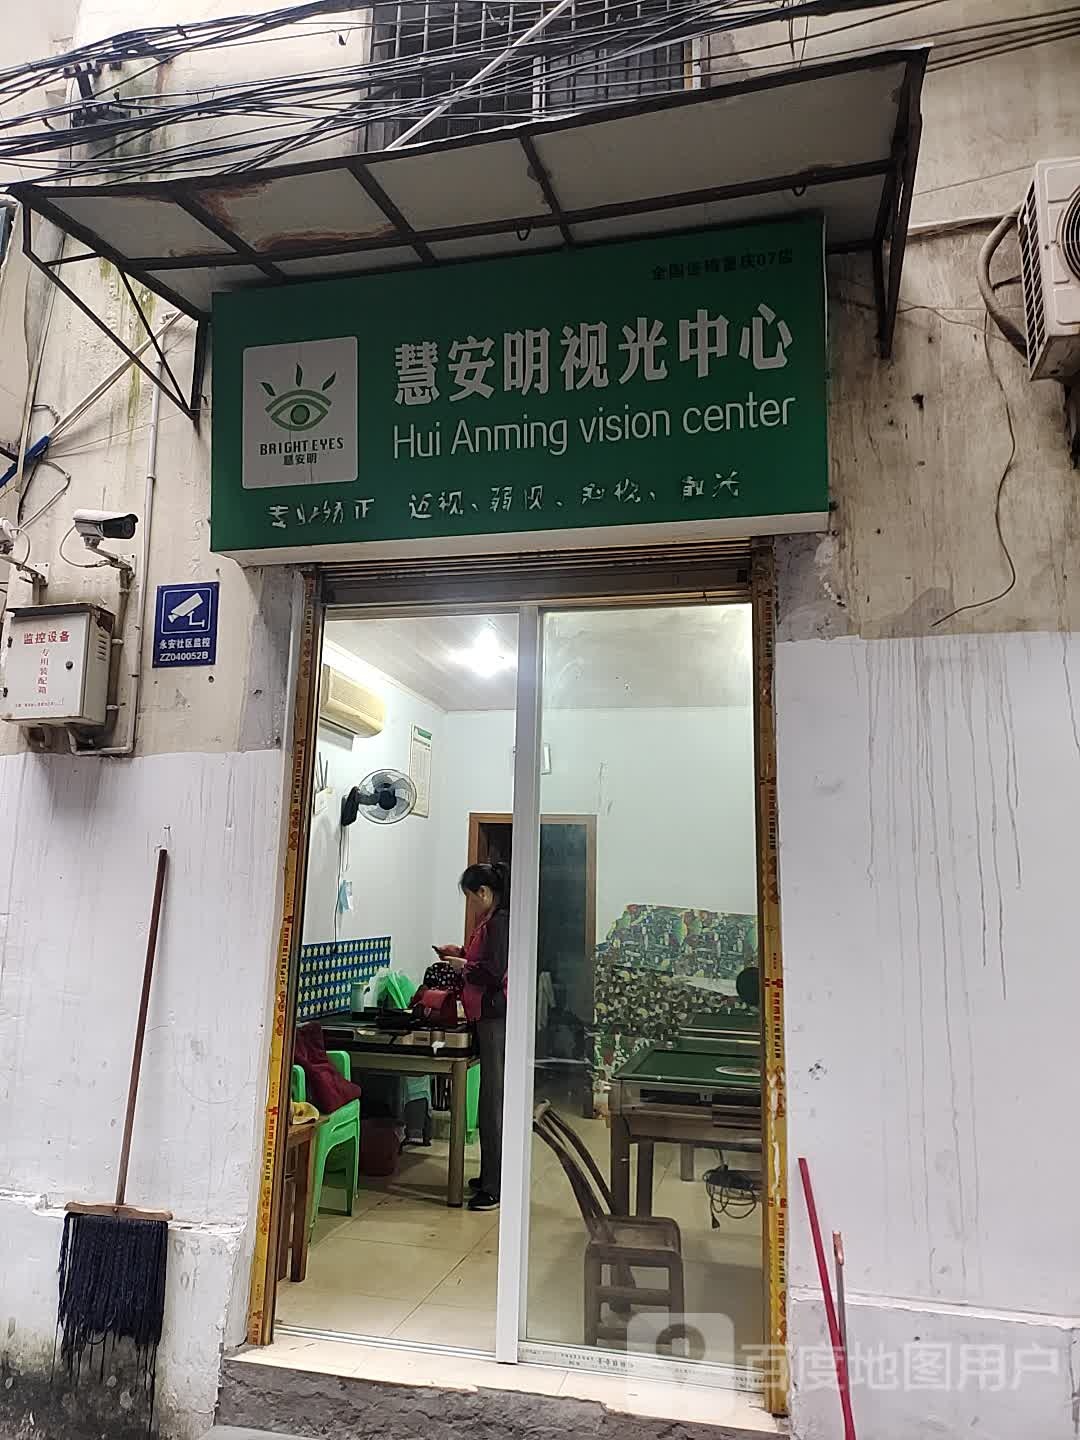 全国连锁重庆07店
慧安明视光中心
Hui Anming vision center
BRIGHT EYES
慧安明
专业矫正 近视、弱视、散光
永安社区监控
ZZ040052B
监控设备
专用装配箱
百度地图用户